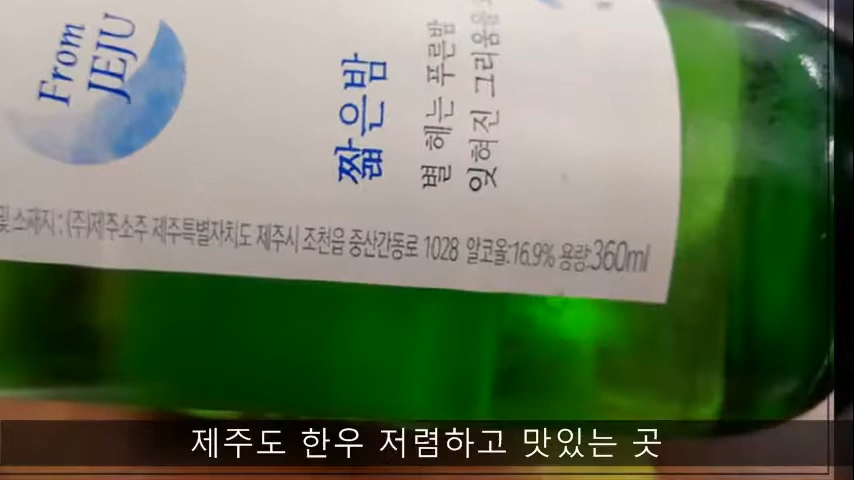 From
JEJU
짧은밤
별 헤는 푸른밤
잊혀진 그리움을
소재지 : (주)제주소주 제주특별자치도 제주시 조천읍 중산간동로 1028 알코올:16.9% 용량:360ml
제주도 한우 저렴하고 맛있는 곳